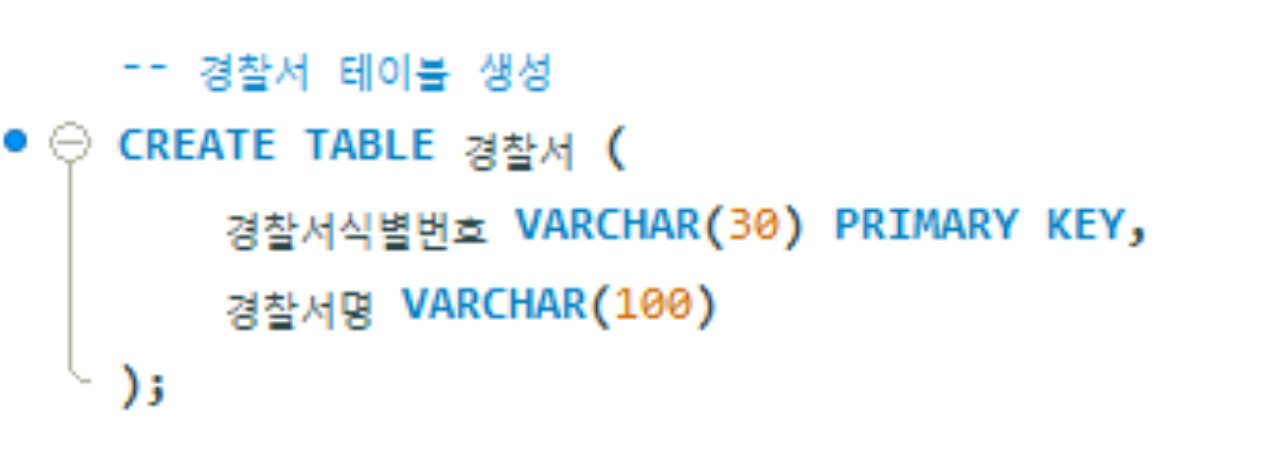 -- 경찰서 테이블 생성
CREATE TABLE 경찰서 (
경찰서식별번호 VARCHAR(30) PRIMARY KEY,
경찰서명 VARCHAR(100)
);